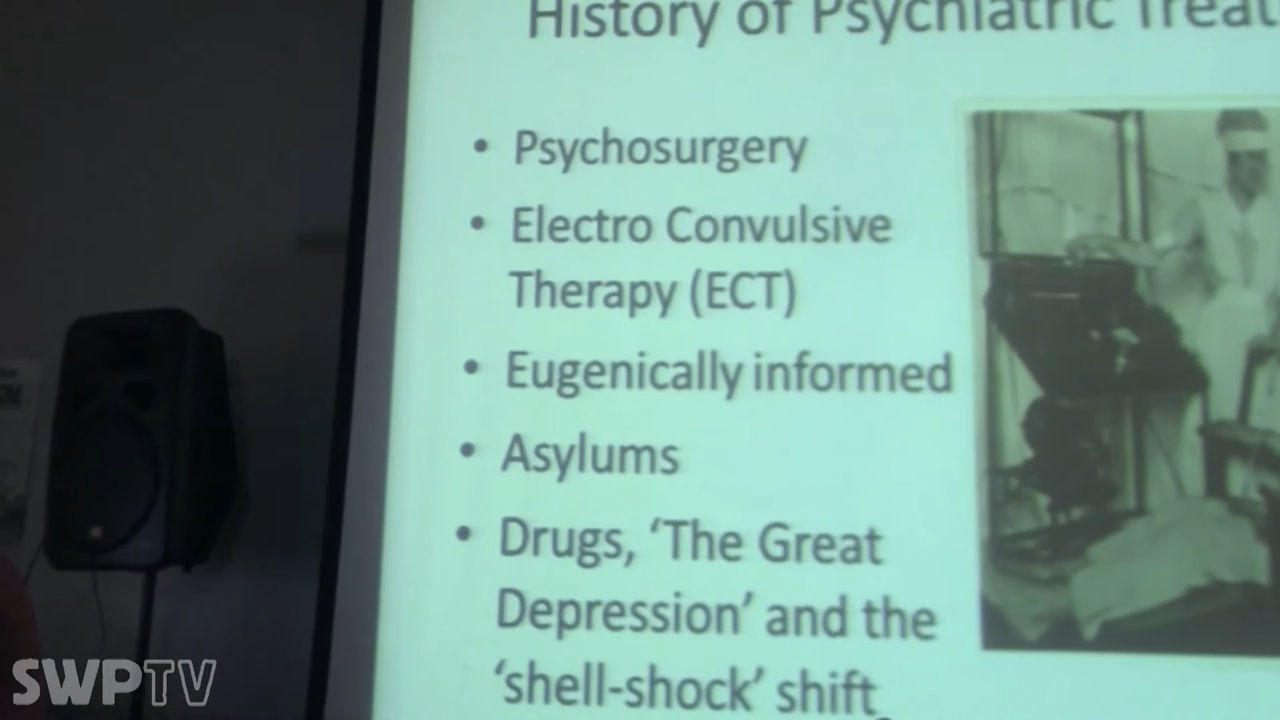 History of Psychiatric Treat
• Psychosurgery
• Electro Convulsive
Therapy (ECT)
• Eugenically informed
• Asylums
• Drugs, ‘The Great
Depression’ and the
‘shell-shock’ shift
SWPTV